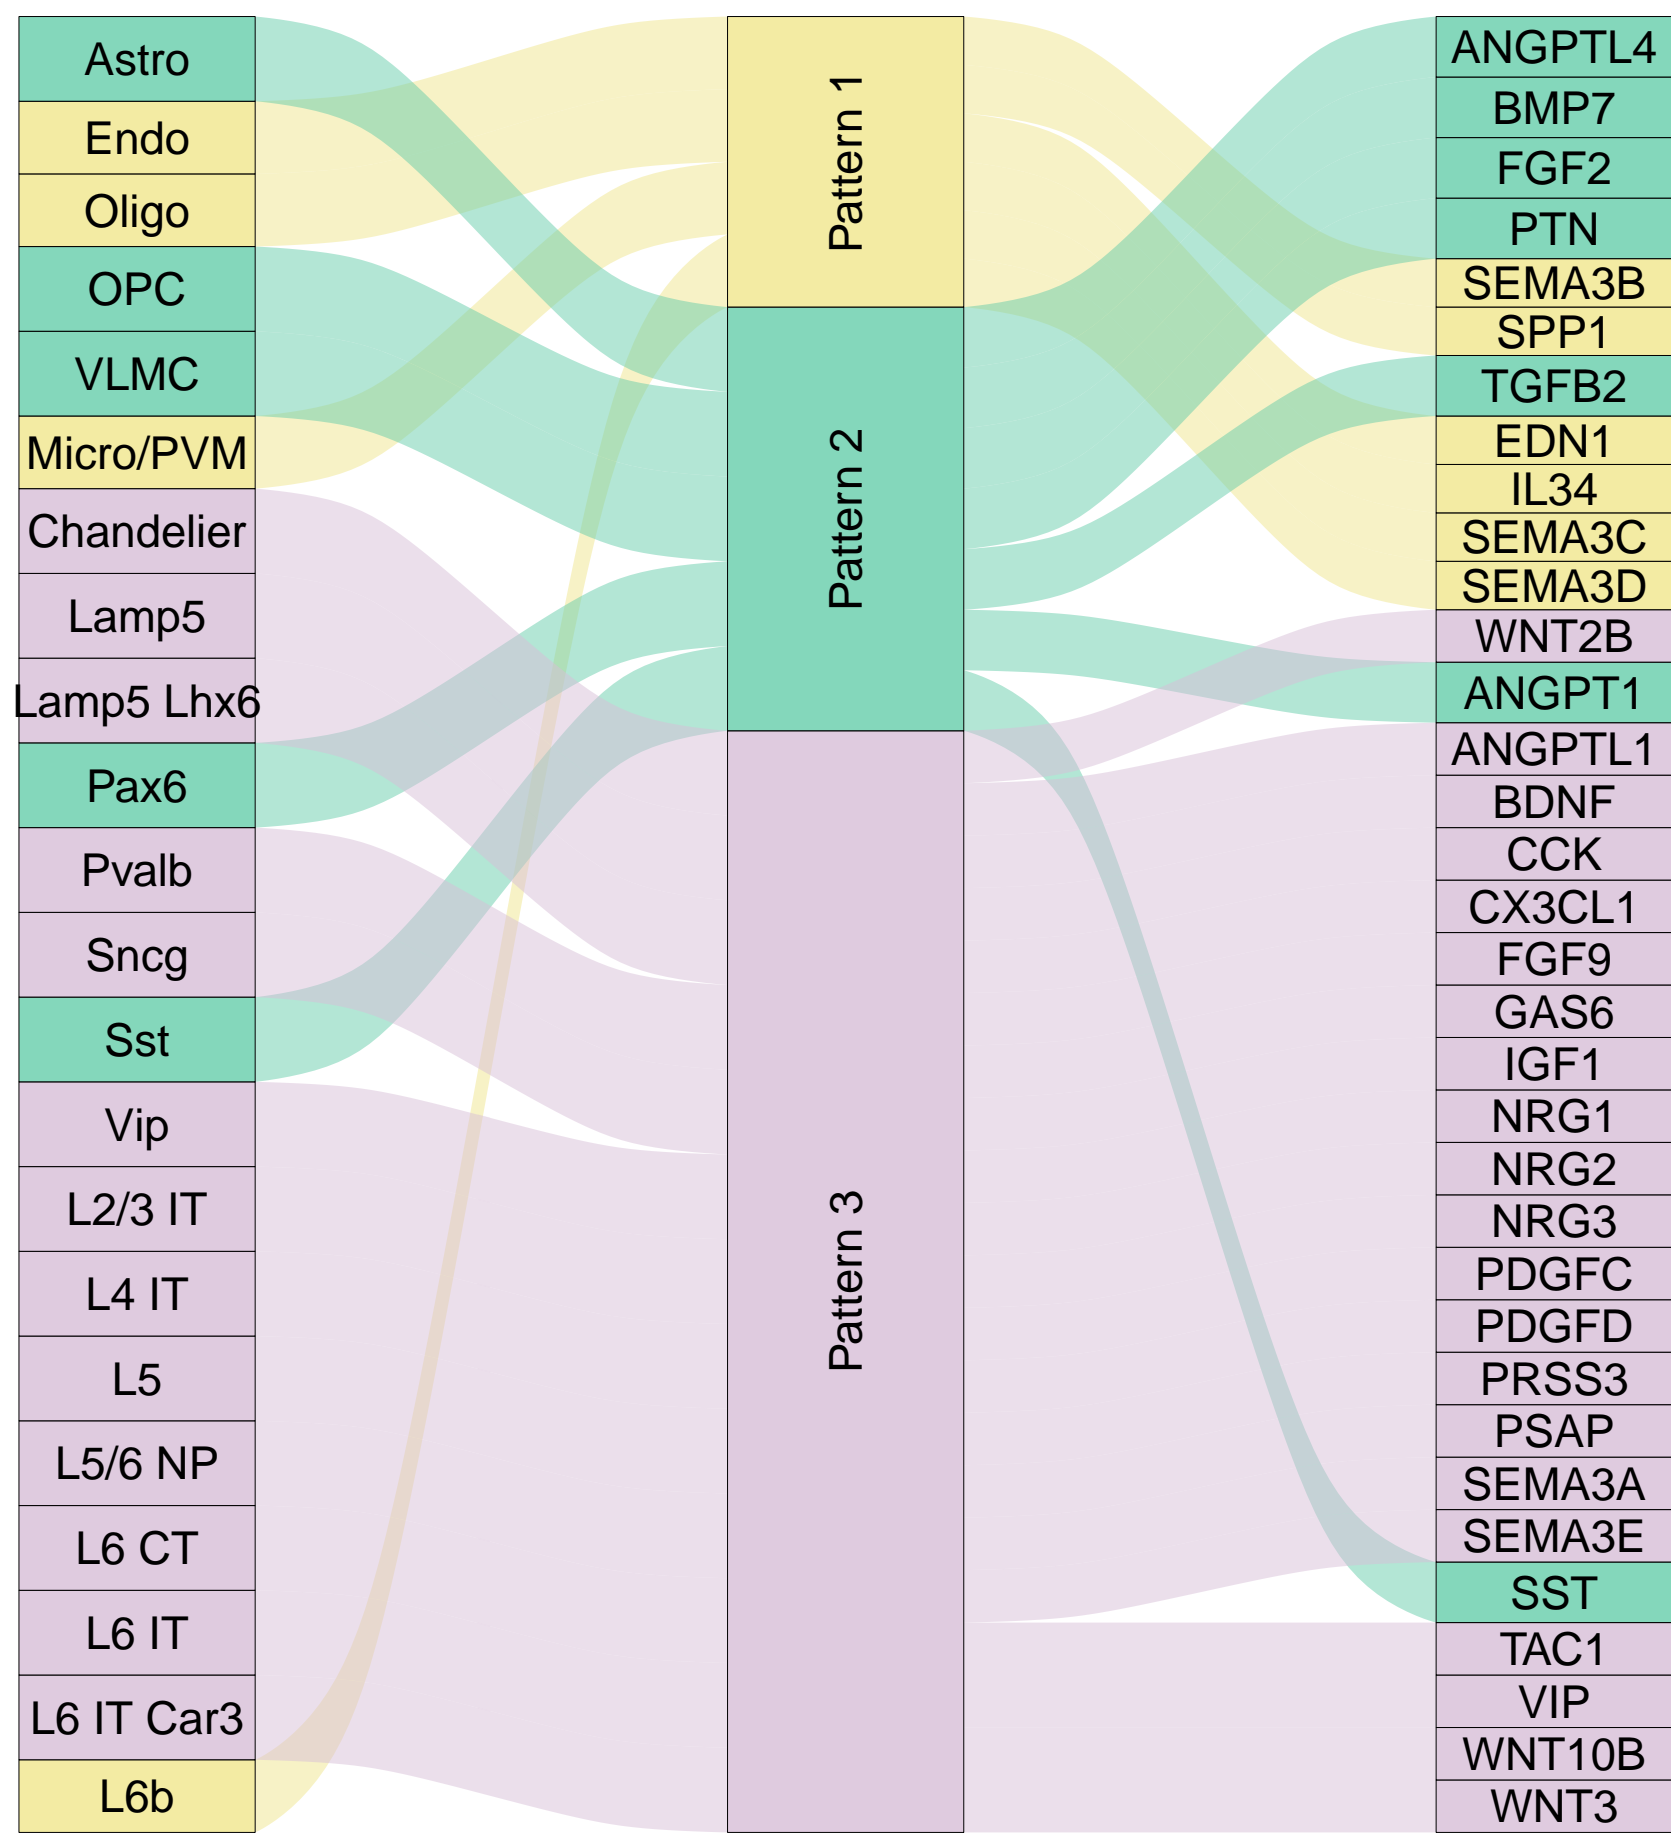 Astro
Endo
Oligo
OPC
VLMC
Micro/PVM
Chandelier
Lamp5
Lamp5 Lhx6
Pax6
Pvalb
Sncg
Sst
Vip
L2/3 IT
L4 IT
L5
L5/6 NP
L6 CT
L6 IT
L6 IT Car3
L6b
Pattern 1
Pattern 2
Pattern 3
ANGPTL4
BMP7
FGF2
PTN
SEMA3B
SPP1
TGFB2
EDN1
IL34
SEMA3C
SEMA3D
WNT2B
ANGPT1
ANGPTL1
BDNF
CCK
CX3CL1
FGF9
GAS6
IGF1
NRG1
NRG2
NRG3
PDGFC
PDGFD
PRSS3
PSAP
SEMA3A
SEMA3E
SST
TAC1
VIP
WNT10B
WNT3